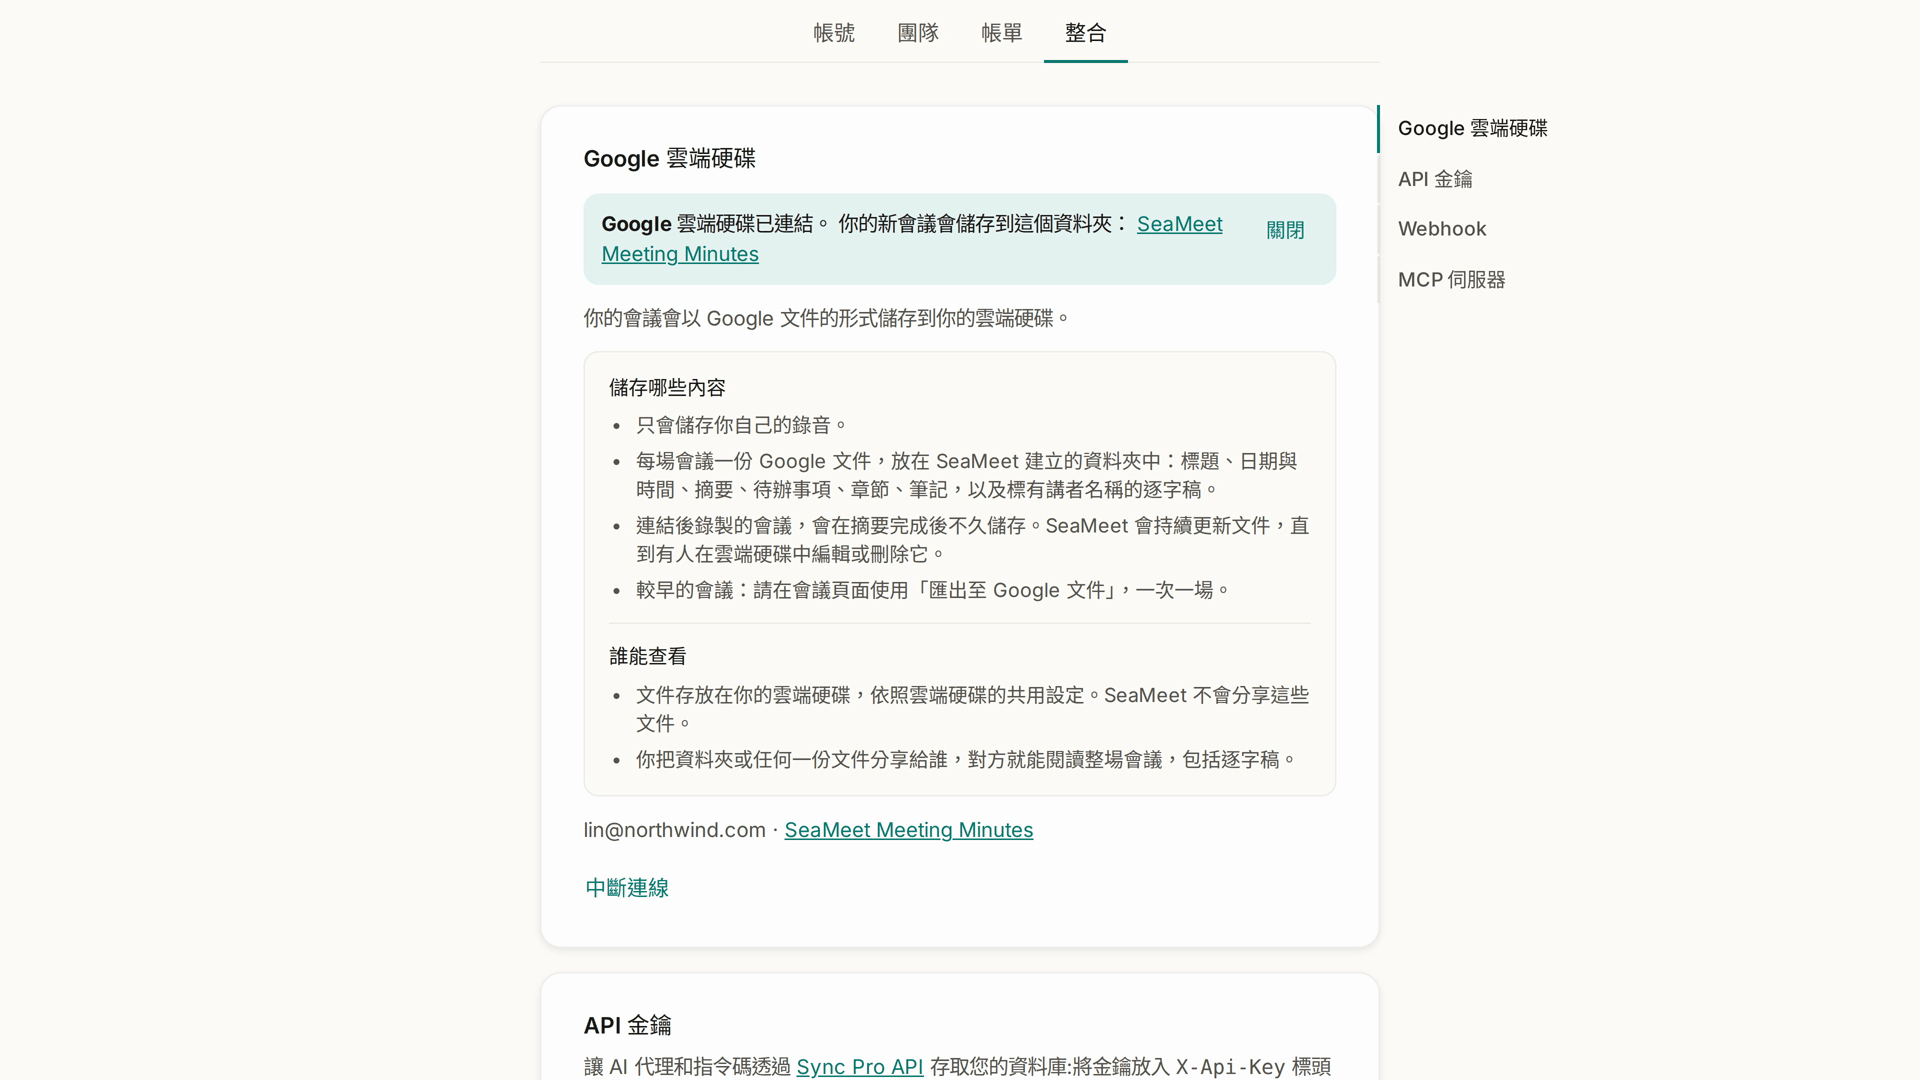 帳號
團隊
帳單
整合
Google 雲端硬碟
Google 雲端硬碟已連結。 你的新會議會儲存到這個資料夾： SeaMeet
Meeting Minutes
關閉
你的會議會以 Google 文件的形式儲存到你的雲端硬碟。
儲存哪些內容
• 只會儲存你自己的錄音。
• 每場會議一份 Google 文件，放在 SeaMeet 建立的資料夾中：標題、日期與
時間、摘要、待辦事項、章節、筆記，以及標有講者名稱的逐字稿。
• 連結後錄製的會議，會在摘要完成後不久儲存。SeaMeet 會持續更新文件，直
到有人在雲端硬碟中編輯或刪除它。
• 較早的會議：請在會議頁面使用「匯出至 Google 文件」，一次一場。
誰能查看
• 文件存放在你的雲端硬碟，依照雲端硬碟的共用設定。SeaMeet 不會分享這些
文件。
• 你把資料夾或任何一份文件分享給誰，對方就能閱讀整場會議，包括逐字稿。
lin@northwind.com · SeaMeet Meeting Minutes
中斷連線
API 金鑰
讓 AI 代理和指令碼透過 Sync Pro API 存取您的資料庫:將金鑰放入 X-Api-Key 標頭
Google 雲端硬碟
API 金鑰
Webhook
MCP 伺服器